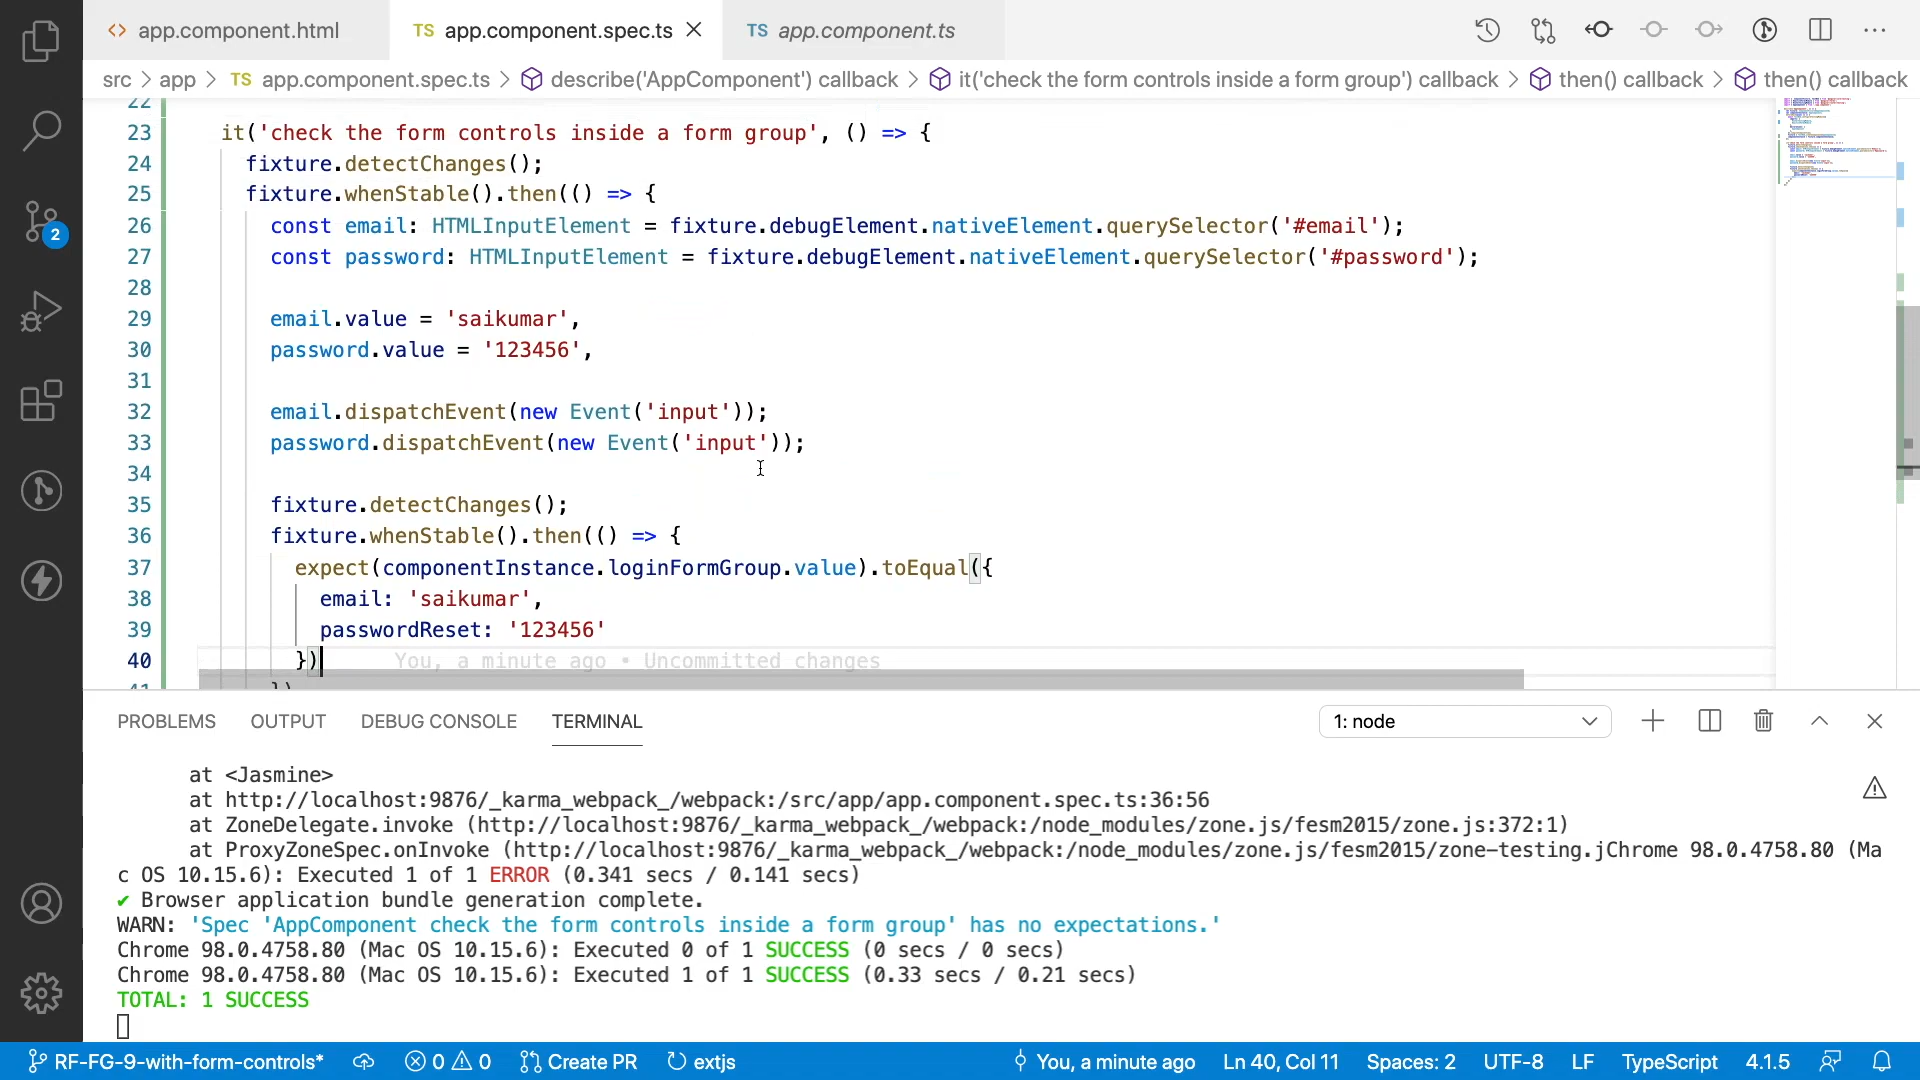 <> app.component.html
TS app.component.spec.ts
TS app.component.ts
src > app > TS app.component.spec.ts > describe('AppComponent') callback > it('check the form controls inside a form group') callback > then() callback > then() callback
22
23 it('check the form controls inside a form group', () => {
24 fixture.detectChanges();
25 fixture.whenStable().then(() => {
26 const email: HTMLInputElement = fixture.debugElement.nativeElement.querySelector('#email');
27 const password: HTMLInputElement = fixture.debugElement.nativeElement.querySelector('#password');
28
29 email.value = 'saikumar',
30 password.value = '123456',
31
32 email.dispatchEvent(new Event('input'));
33 password.dispatchEvent(new Event('input'));
34
35 fixture.detectChanges();
36 fixture.whenStable().then(() => {
37 expect(componentInstance.loginFormGroup.value).toEqual({
38 email: 'saikumar',
39 passwordReset: '123456'
40 }) You, a minute ago • Uncommitted changes
41 })
2
PROBLEMS OUTPUT DEBUG CONSOLE TERMINAL 1: node
at <Jasmine>
at http://localhost:9876/_karma_webpack_/webpack:/src/app/app.component.spec.ts:36:56
at ZoneDelegate.invoke (http://localhost:9876/_karma_webpack_/webpack:/node_modules/zone.js/fesm2015/zone.js:372:1)
at ProxyZoneSpec.onInvoke (http://localhost:9876/_karma_webpack_/webpack:/node_modules/zone.js/fesm2015/zone-testing.jChrome 98.0.4758.80 (Ma
c OS 10.15.6): Executed 1 of 1 ERROR (0.341 secs / 0.141 secs)
✔ Browser application bundle generation complete.
WARN: 'Spec 'AppComponent check the form controls inside a form group' has no expectations.'
Chrome 98.0.4758.80 (Mac OS 10.15.6): Executed 0 of 1 SUCCESS (0 secs / 0 secs)
Chrome 98.0.4758.80 (Mac OS 10.15.6): Executed 1 of 1 SUCCESS (0.33 secs / 0.21 secs)
TOTAL: 1 SUCCESS
RF-FG-9-with-form-controls* 0 0 Create PR extjs You, a minute ago Ln 40, Col 11 Spaces: 2 UTF-8 LF TypeScript 4.1.5